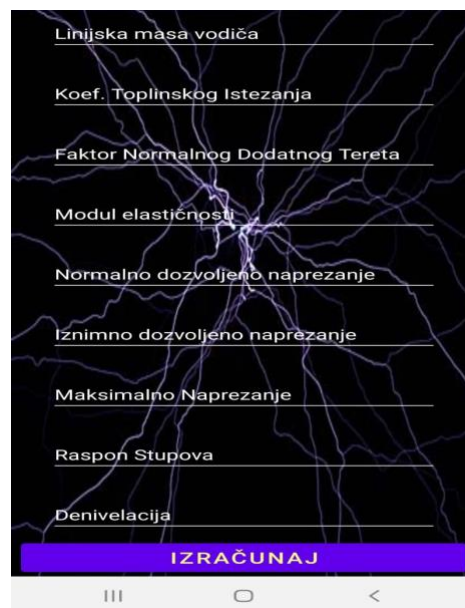 Linijska masa vodiča
Koef. Toplinskog Istezanja
Faktor Normalnog Dodatnog Tereta
Modul elastičnosti
Normalno dozvoljeno naprezanje
Iznimno dozvoljeno naprezanje
Maksimalno Naprezanje
Raspon Stupova
Denivelacija
IZRAČUNAJ